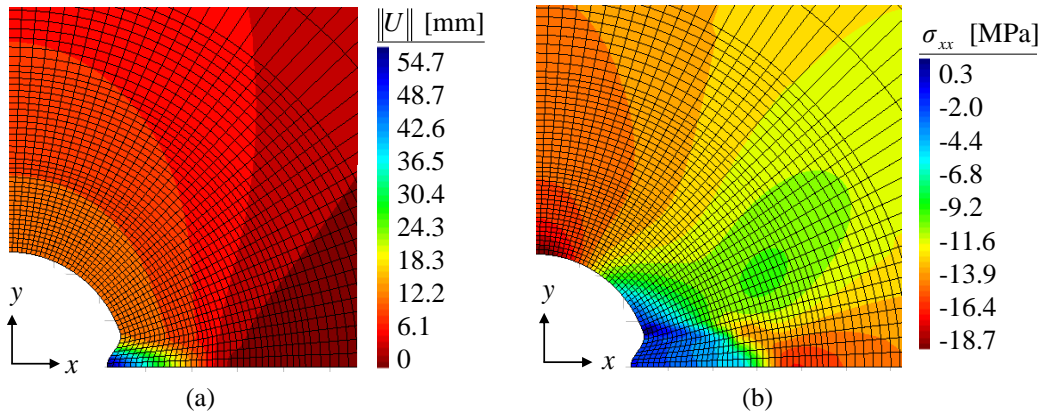 ‖U‖ [mm]
54.7
48.7
42.6
36.5
30.4
24.3
18.3
12.2
6.1
0
y
x
(a)
σxx [MPa]
0.3
-2.0
-4.4
-6.8
-9.2
-11.6
-13.9
-16.4
-18.7
y
x
(b)